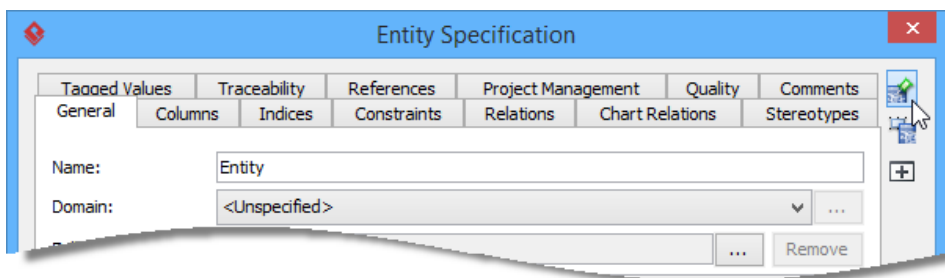 Entity Specification
Tagged Values Traceability References Project Management Quality Comments
General Columns Indices Constraints Relations Chart Relations Stereotypes
Name: Entity
Domain: <Unspecified> ...
... Remove